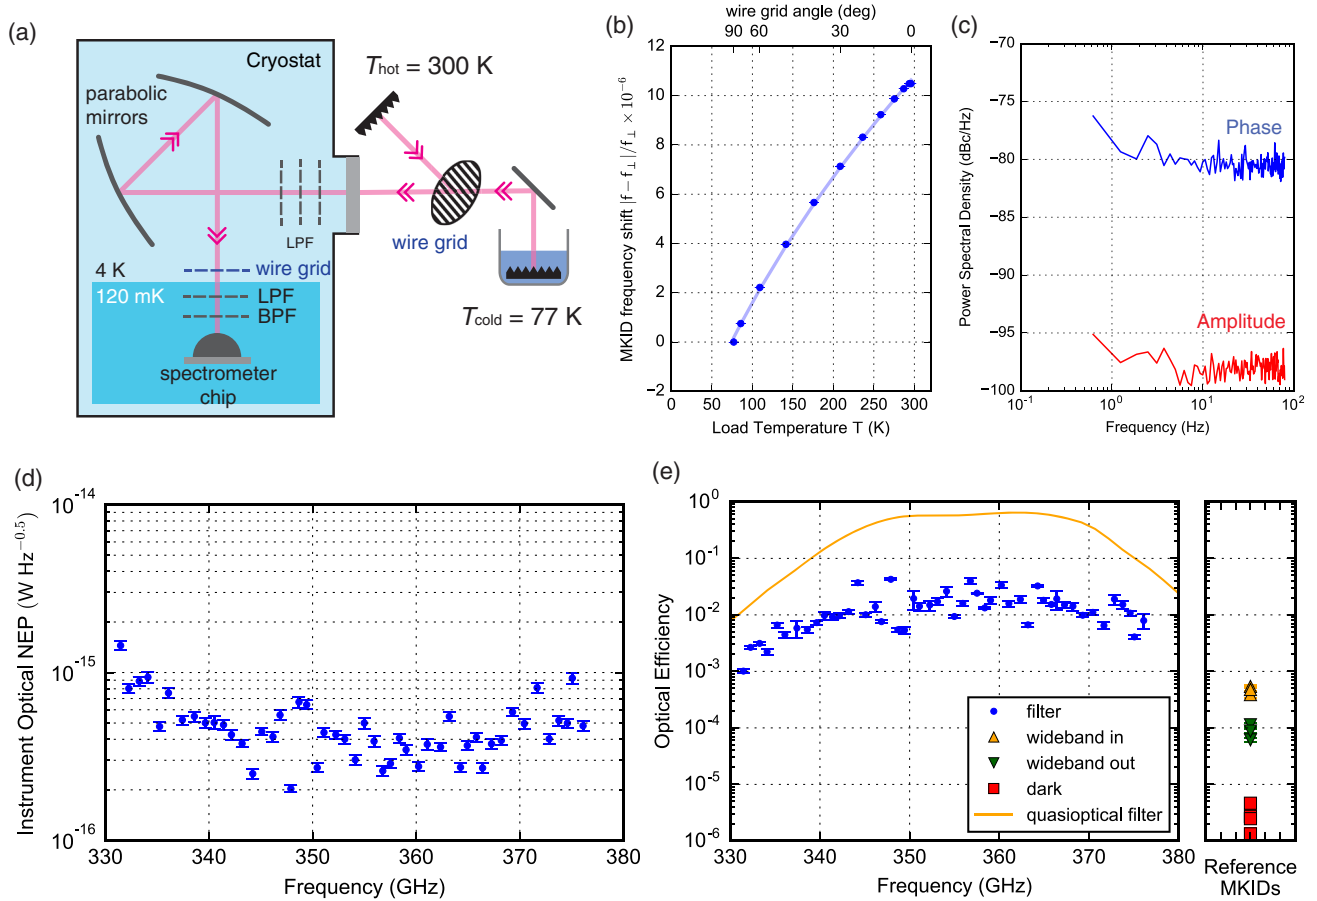 (a)
Cryostat
parabolic
mirrors
T_hot = 300 K
LPF
wire grid
4 K
wire grid
120 mK
LPF
BPF
spectrometer
chip
T_cold = 77 K
(b)
wire grid angle (deg)
90 60 30 0
MKID frequency shift |f − f⊥|/f⊥ × 10⁻⁶
12
10
8
6
4
2
0
−2
0 50 100 150 200 250 300
Load Temperature T (K)
(c)
Power Spectral Density (dBc/Hz)
−70
−75
−80
−85
−90
−95
−100
Phase
Amplitude
10⁻¹ 10⁰ 10¹ 10²
Frequency (Hz)
(d)
Instrument Optical NEP (W Hz⁻⁰·⁵)
10⁻¹⁴
10⁻¹⁵
10⁻¹⁶
330 340 350 360 370 380
Frequency (GHz)
(e)
Optical Efficiency
10⁰
10⁻¹
10⁻²
10⁻³
10⁻⁴
10⁻⁵
10⁻⁶
filter
wideband in
wideband out
dark
quasioptical filter
330 340 350 360 370 380
Frequency (GHz)
Reference
MKIDs